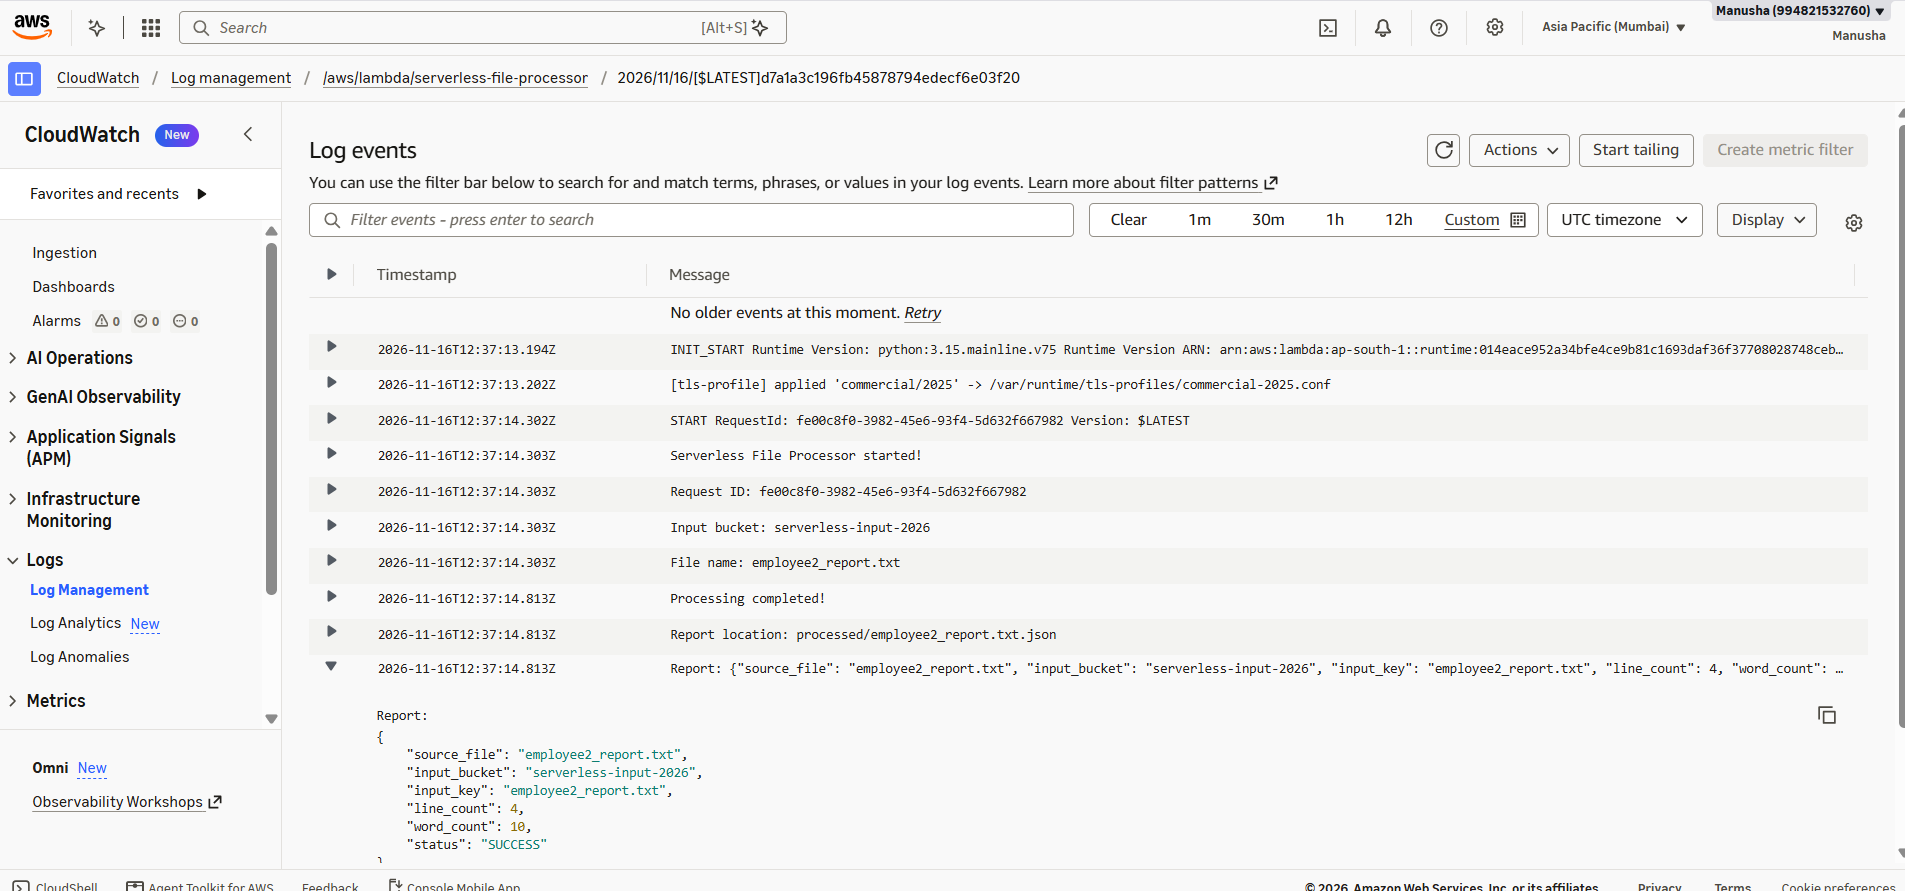 aws
Search [Alt+S]
Asia Pacific (Mumbai)
Manusha (994821532760)
Manusha
CloudWatch / Log management / /aws/lambda/serverless-file-processor / 2026/11/16/[$LATEST]d7a1a3c196fb45878794edecf6e03f20
CloudWatch New
Favorites and recents
Ingestion
Dashboards
Alarms 0 0 0
AI Operations
GenAI Observability
Application Signals
(APM)
Infrastructure
Monitoring
Logs
Log Management
Log Analytics New
Log Anomalies
Metrics
Omni New
Observability Workshops
Log events
Actions Start tailing Create metric filter
You can use the filter bar below to search for and match terms, phrases, or values in your log events. Learn more about filter patterns
Filter events - press enter to search
Clear 1m 30m 1h 12h Custom UTC timezone Display
Timestamp Message
No older events at this moment. Retry
2026-11-16T12:37:13.194Z INIT_START Runtime Version: python:3.15.mainline.v75 Runtime Version ARN: arn:aws:lambda:ap-south-1::runtime:014eace952a34bfe4ce9b81c1693daf36f37708028748ceb…
2026-11-16T12:37:13.202Z [tls-profile] applied 'commercial/2025' -> /var/runtime/tls-profiles/commercial-2025.conf
2026-11-16T12:37:14.302Z START RequestId: fe00c8f0-3982-45e6-93f4-5d632f667982 Version: $LATEST
2026-11-16T12:37:14.303Z Serverless File Processor started!
2026-11-16T12:37:14.303Z Request ID: fe00c8f0-3982-45e6-93f4-5d632f667982
2026-11-16T12:37:14.303Z Input bucket: serverless-input-2026
2026-11-16T12:37:14.303Z File name: employee2_report.txt
2026-11-16T12:37:14.813Z Processing completed!
2026-11-16T12:37:14.813Z Report location: processed/employee2_report.txt.json
2026-11-16T12:37:14.813Z Report: {"source_file": "employee2_report.txt", "input_bucket": "serverless-input-2026", "input_key": "employee2_report.txt", "line_count": 4, "word_count": …
Report:
{
"source_file": "employee2_report.txt",
"input_bucket": "serverless-input-2026",
"input_key": "employee2_report.txt",
"line_count": 4,
"word_count": 10,
"status": "SUCCESS"
}
CloudShell Agent Toolkit for AWS Feedback Console Mobile App
© 2026, Amazon Web Services, Inc. or its affiliates. Privacy Terms Cookie preferences